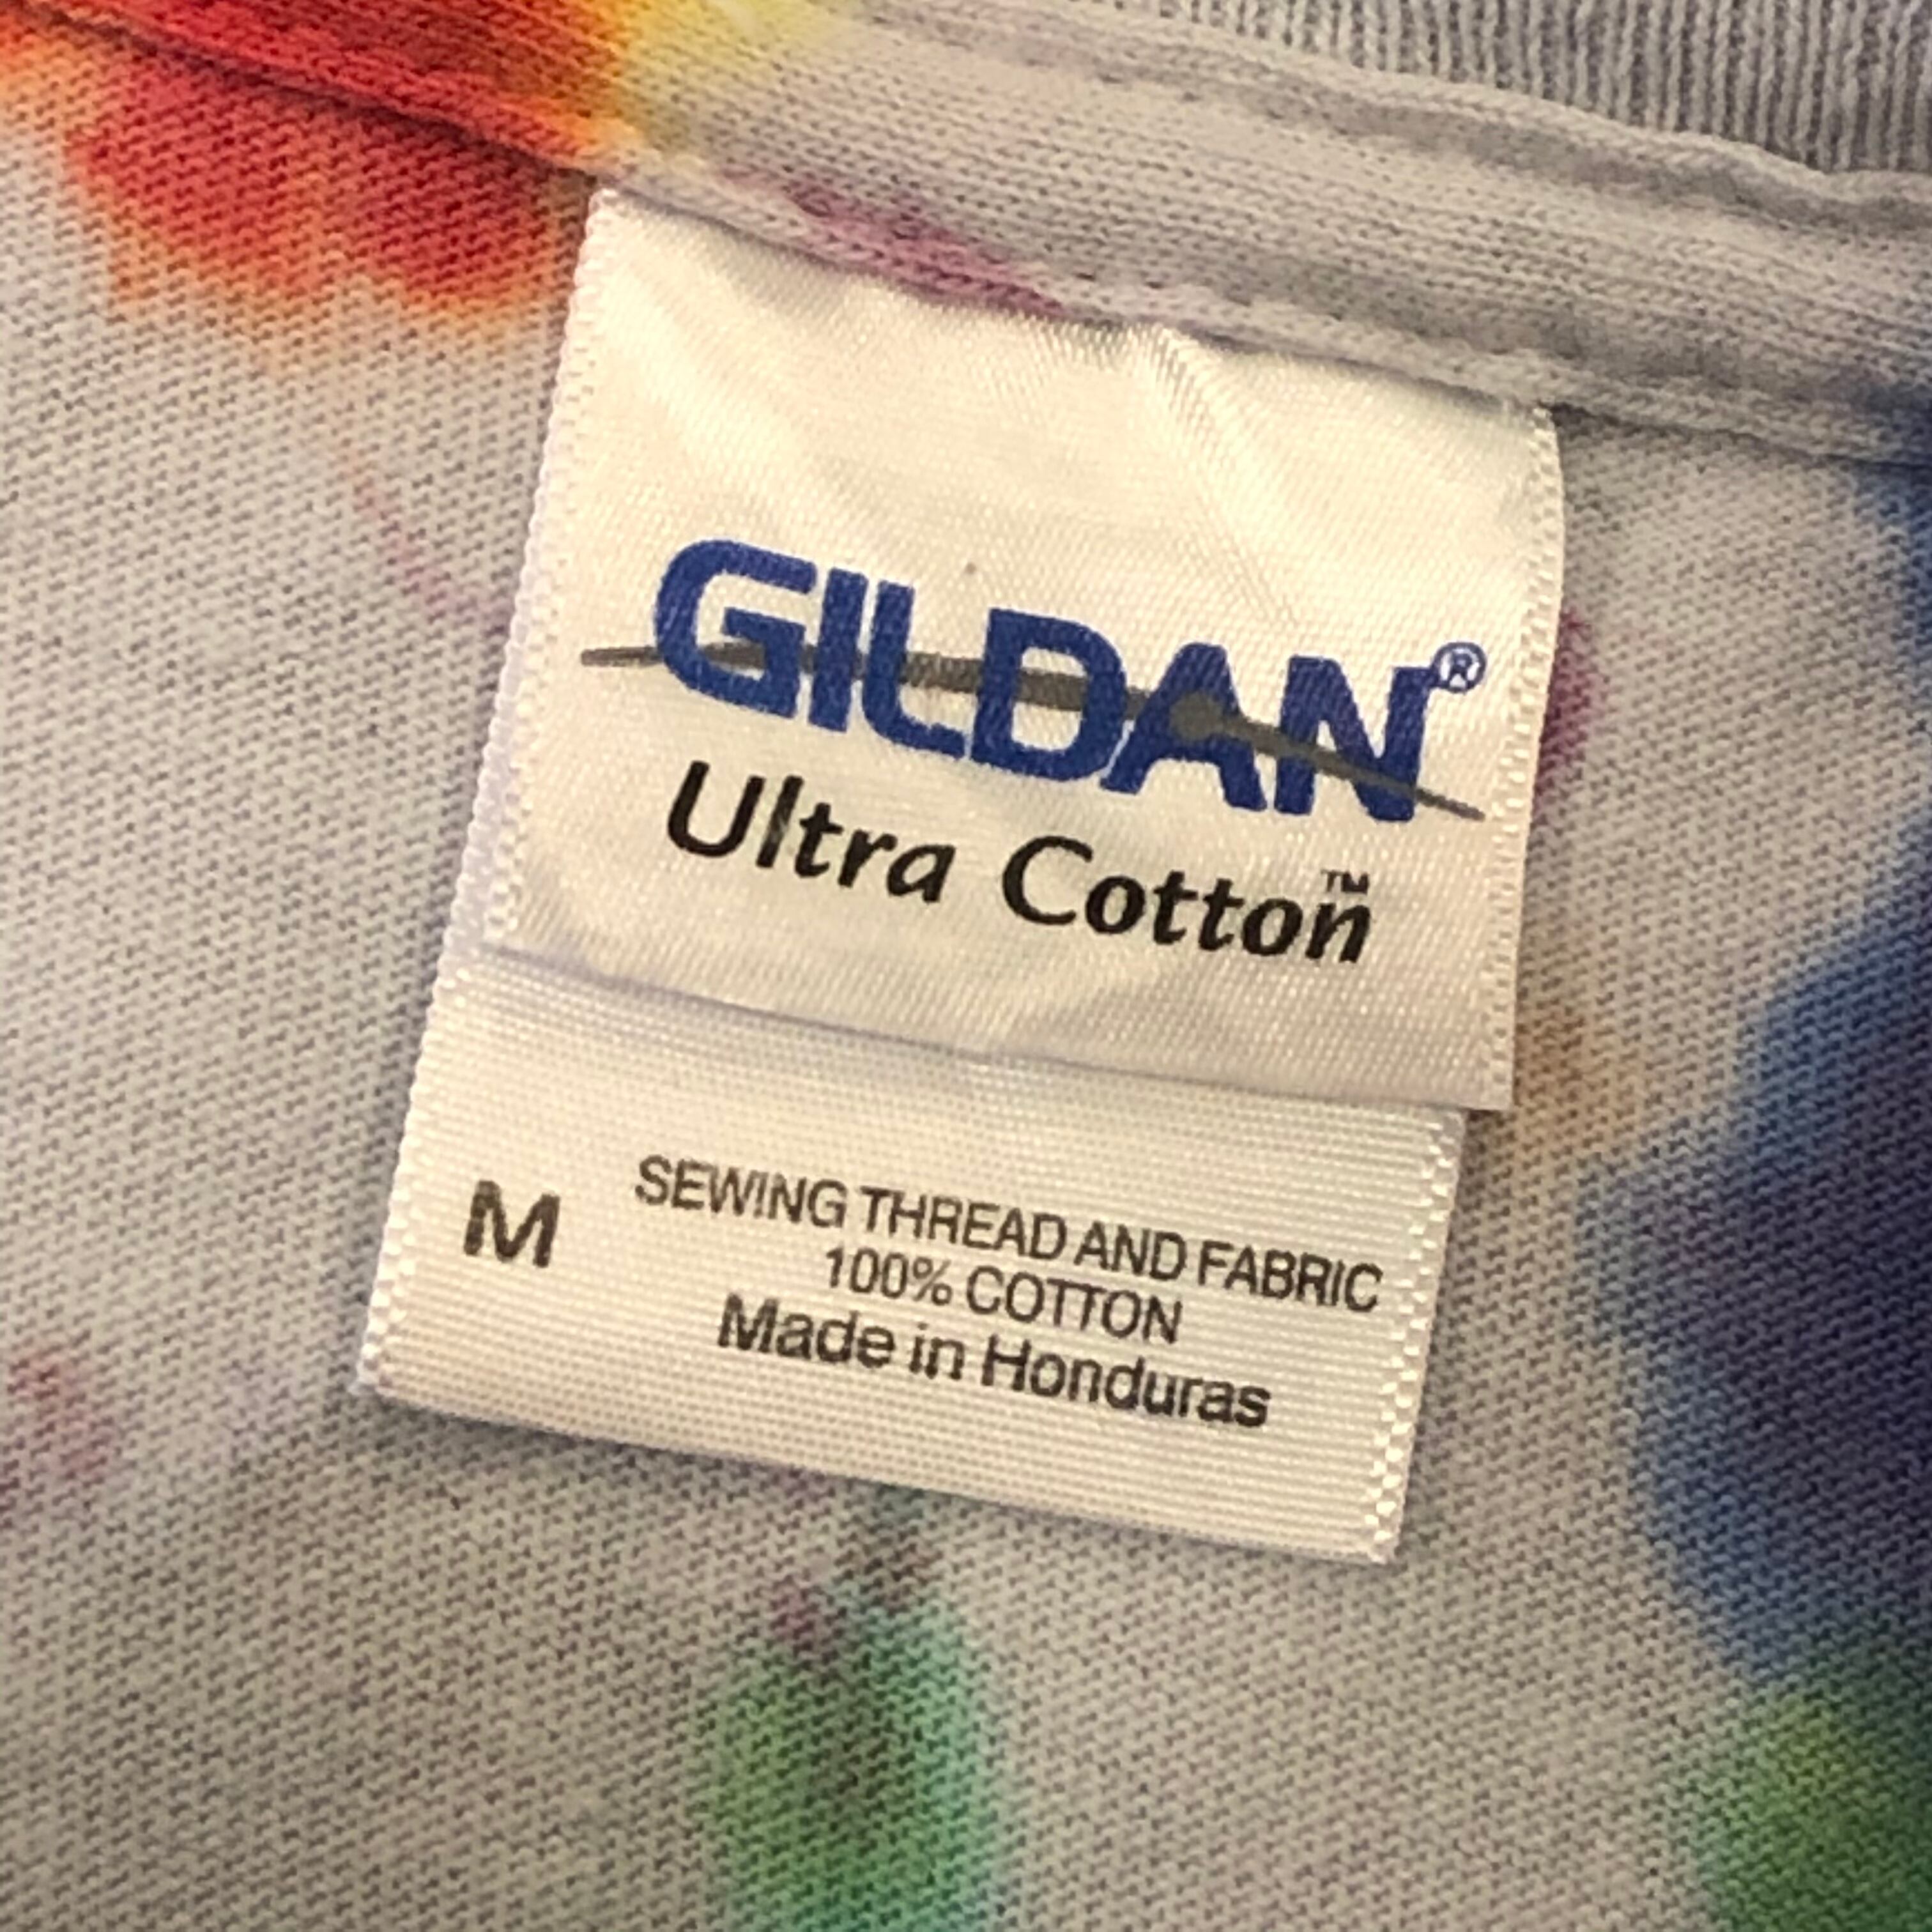 GILDAN®
Ultra Cotton™
M
SEWING THREAD AND FABRIC
100% COTTON
Made in Honduras